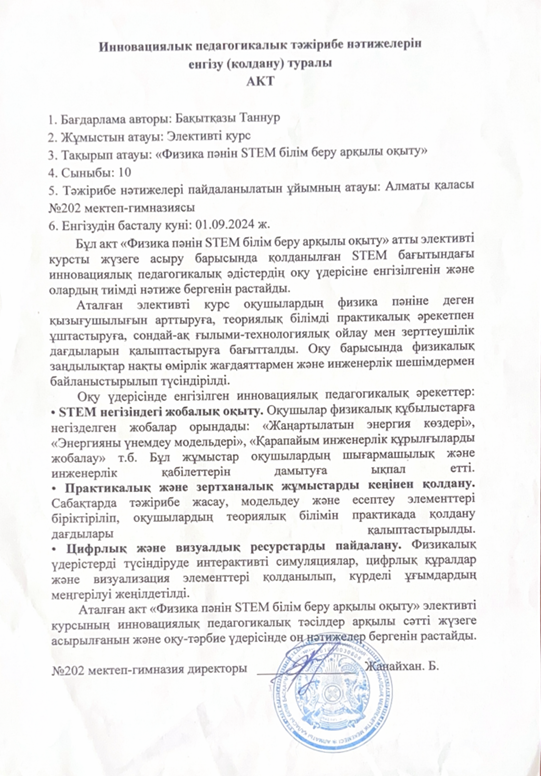 Инновациялық педагогикалық тәжірибе нәтижелерін
енгізу (қолдану) туралы
АКТ
1. Бағдарлама авторы: Бақытқазы Таннур
2. Жұмыстың атауы: Элективті курс
3. Тақырып атауы: «Физика пәнін STEM білім беру арқылы оқыту»
4. Сыныбы: 10
5. Тәжірибе нәтижелері пайдаланылатын ұйымның атауы: Алматы қаласы
№202 мектеп-гимназиясы
6. Енгізудің басталу күні: 01.09.2024 ж.
Бұл акт «Физика пәнін STEM білім беру арқылы оқыту» атты элективті
курсты жүзеге асыру барысында қолданылған STEM бағытындағы
инновациялық педагогикалық әдістердің оқу үдерісіне енгізілгенін және
олардың тиімді нәтиже бергенін растайды.
Аталған элективті курс оқушылардың физика пәніне деген
қызығушылығын арттыруға, теориялық білімді практикалық әрекетпен
ұштастыруға, сондай-ақ ғылыми-технологиялық ойлау мен зерттеушілік
дағдыларын қалыптастыруға бағытталды. Оқу барысында физикалық
заңдылықтар нақты өмірлік жағдаяттармен және инженерлік шешімдермен
байланыстырылып түсіндірілді.
Оқу үдерісінде енгізілген инновациялық педагогикалық әрекеттер:
• STEM негізіндегі жобалық оқыту. Оқушылар физикалық құбылыстарға
негізделген жобалар орындады: «Жаңартылатын энергия көздері»,
«Энергияны үнемдеу модельдері», «Қарапайым инженерлік құрылғыларды
жобалау» т.б. Бұл жұмыстар оқушылардың шығармашылық және
инженерлік қабілеттерін дамытуға ықпал етті.
• Практикалық және зертханалық жұмыстарды кеңінен қолдану.
Сабақтарда тәжірибе жасау, модельдеу және есептеу элементтері
біріктіріліп, оқушылардың теориялық білімін практикада қолдану
дағдылары қалыптастырылды.
• Цифрлық және визуалдық ресурстарды пайдалану. Физикалық
үдерістерді түсіндіруде интерактивті симуляциялар, цифрлық құралдар
және визуализация элементтері қолданылып, күрделі ұғымдардың
меңгерілуі жеңілдетілді.
Аталған акт «Физика пәнін STEM білім беру арқылы оқыту» элективті
курсының инновациялық педагогикалық тәсілдер арқылы сәтті жүзеге
асырылғанын және оқу-тәрбие үдерісінде оң нәтижелер бергенін растайды.
№202 мектеп-гимназия директоры Жанайхан. Б.